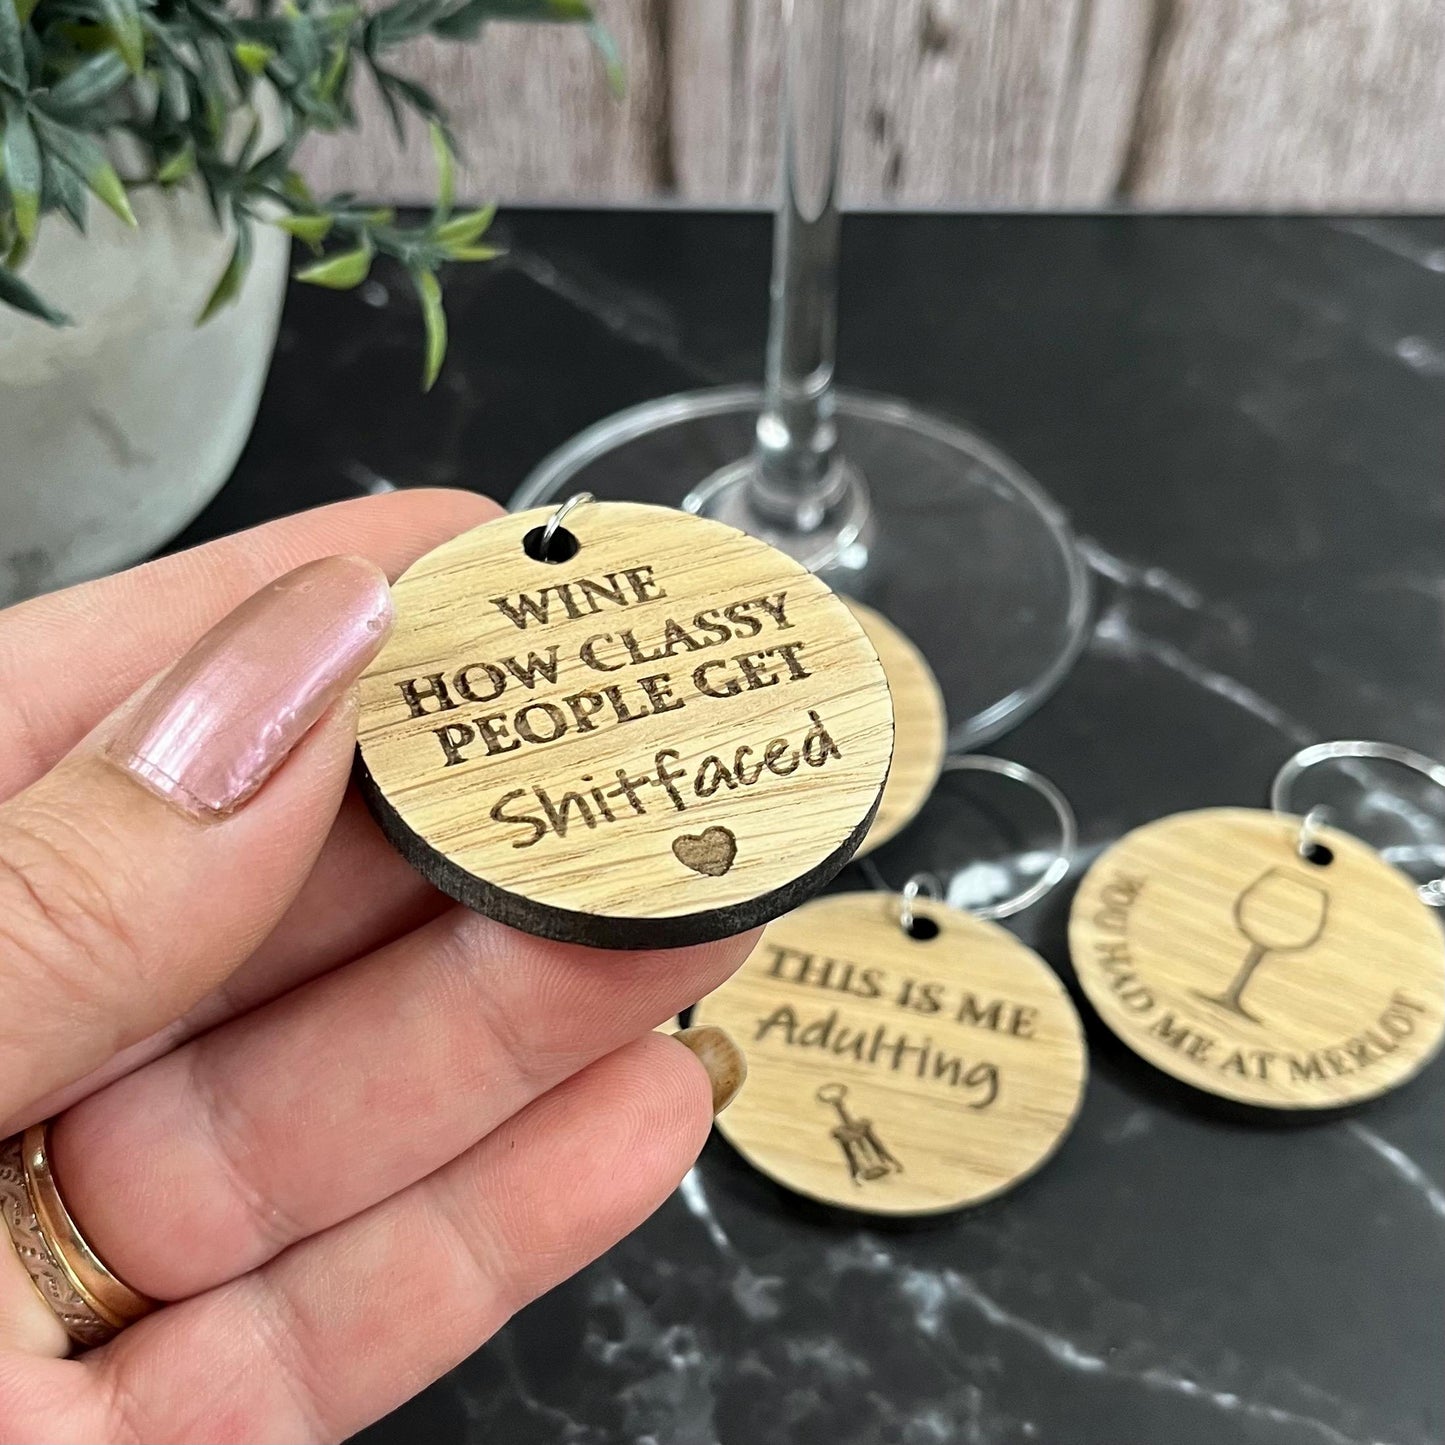 WINE
HOW CLASSY
PEOPLE GET
Shitfaced
THIS IS ME
Adulting
YOU HAD ME AT MERLOT